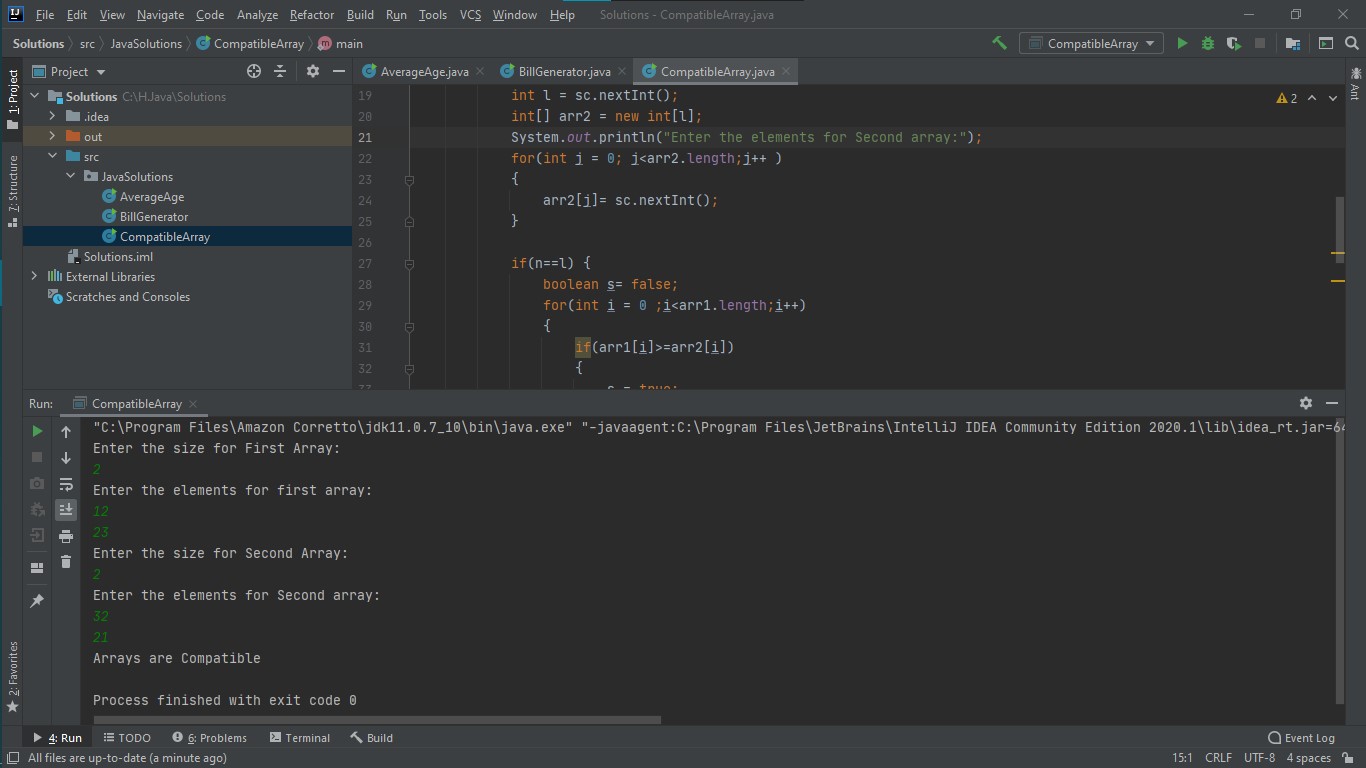 File Edit View Navigate Code Analyze Refactor Build Run Tools VCS Window Help Solutions - CompatibleArray.java
Solutions src JavaSolutions CompatibleArray main CompatibleArray
1: Project
7: Structure
2: Favorites
Ant
Project
Solutions C:\H.Java\Solutions
.idea
out
src
JavaSolutions
AverageAge
BillGenerator
CompatibleArray
Solutions.iml
External Libraries
Scratches and Consoles
AverageAge.java BillGenerator.java CompatibleArray.java
2
19 int l = sc.nextInt();
20 int[] arr2 = new int[l];
21 System.out.println("Enter the elements for Second array:");
22 for(int j = 0; j<arr2.length;j++ )
23 {
24 arr2[j]= sc.nextInt();
25 }
26
27 if(n==l) {
28 boolean s= false;
29 for(int i = 0 ;i<arr1.length;i++)
30 {
31 if(arr1[i]>=arr2[i])
32 {
33 s = true;
Run: CompatibleArray
"C:\Program Files\Amazon Corretto\jdk11.0.7_10\bin\java.exe" "-javaagent:C:\Program Files\JetBrains\IntelliJ IDEA Community Edition 2020.1\lib\idea_rt.jar=64
Enter the size for First Array:
2
Enter the elements for first array:
12
23
Enter the size for Second Array:
2
Enter the elements for Second array:
32
21
Arrays are Compatible
Process finished with exit code 0
4: Run TODO 6: Problems Terminal Build Event Log
All files are up-to-date (a minute ago) 15:1 CRLF UTF-8 4 spaces